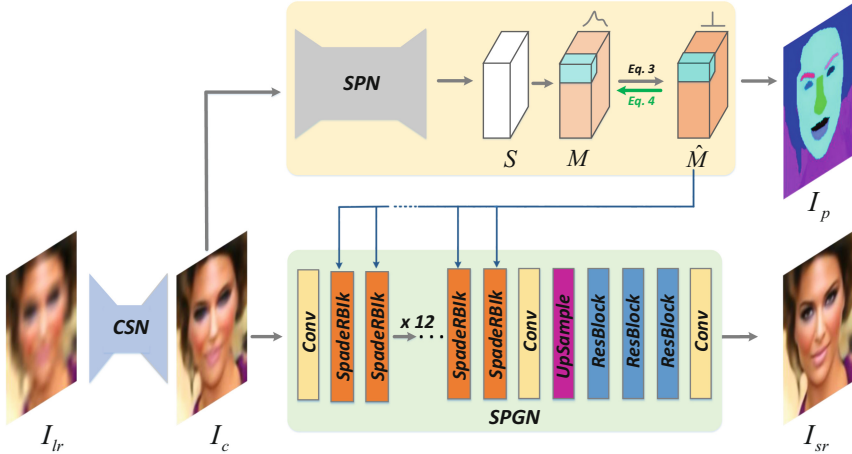 SPN
S
M
Eq. 3
Eq. 4
M̂
I_p
I_lr
CSN
I_c
Conv
SpadeRBlk
SpadeRBlk
x 12
....
SpadeRBlk
SpadeRBlk
Conv
UpSample
ResBlock
ResBlock
ResBlock
Conv
SPGN
I_sr